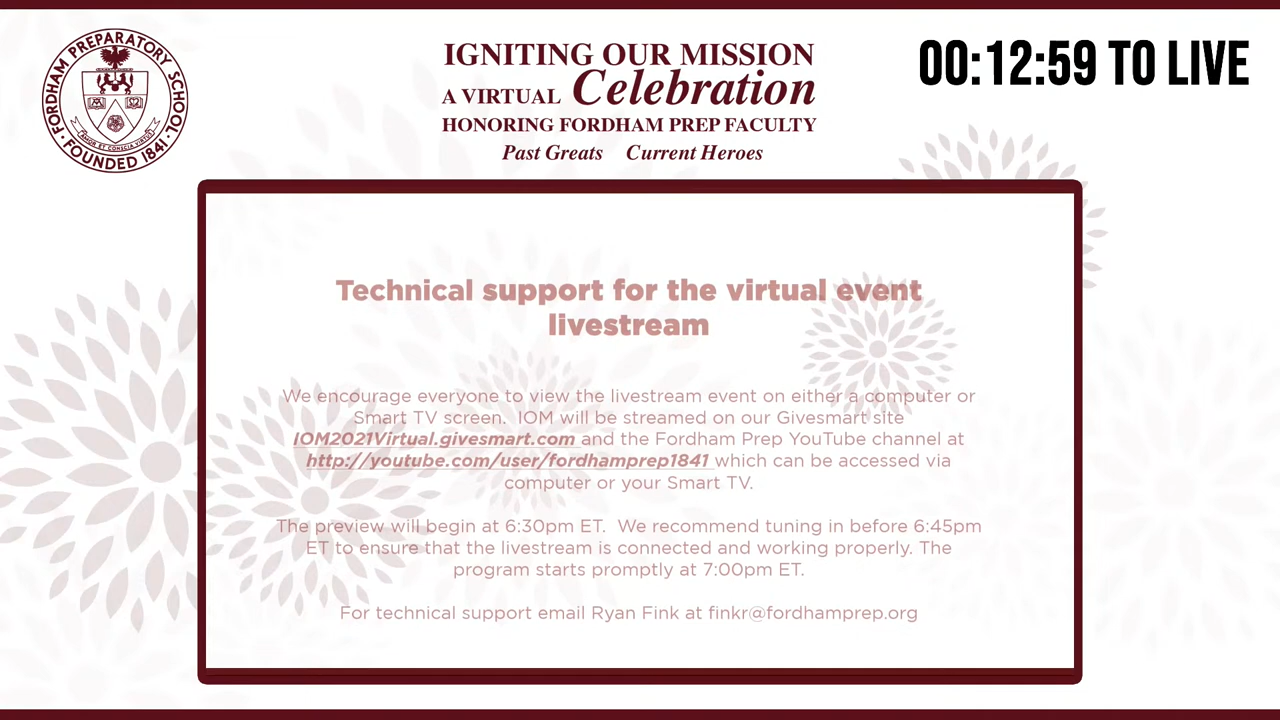 FORDHAM PREPARATORY SCHOOL
FOUNDED 1841
IGNITING OUR MISSION
A VIRTUAL Celebration
HONORING FORDHAM PREP FACULTY
Past Greats Current Heroes
00:12:59 TO LIVE
Technical support for the virtual event
livestream
We encourage everyone to view the livestream event on either a computer or
Smart TV screen. IOM will be streamed on our Givesmart site
IOM2021Virtual.givesmart.com and the Fordham Prep YouTube channel at
http://youtube.com/user/fordhamprep1841 which can be accessed via
computer or your Smart TV.
The preview will begin at 6:30pm ET. We recommend tuning in before 6:45pm
ET to ensure that the livestream is connected and working properly. The
program starts promptly at 7:00pm ET.
For technical support email Ryan Fink at finkr@fordhamprep.org